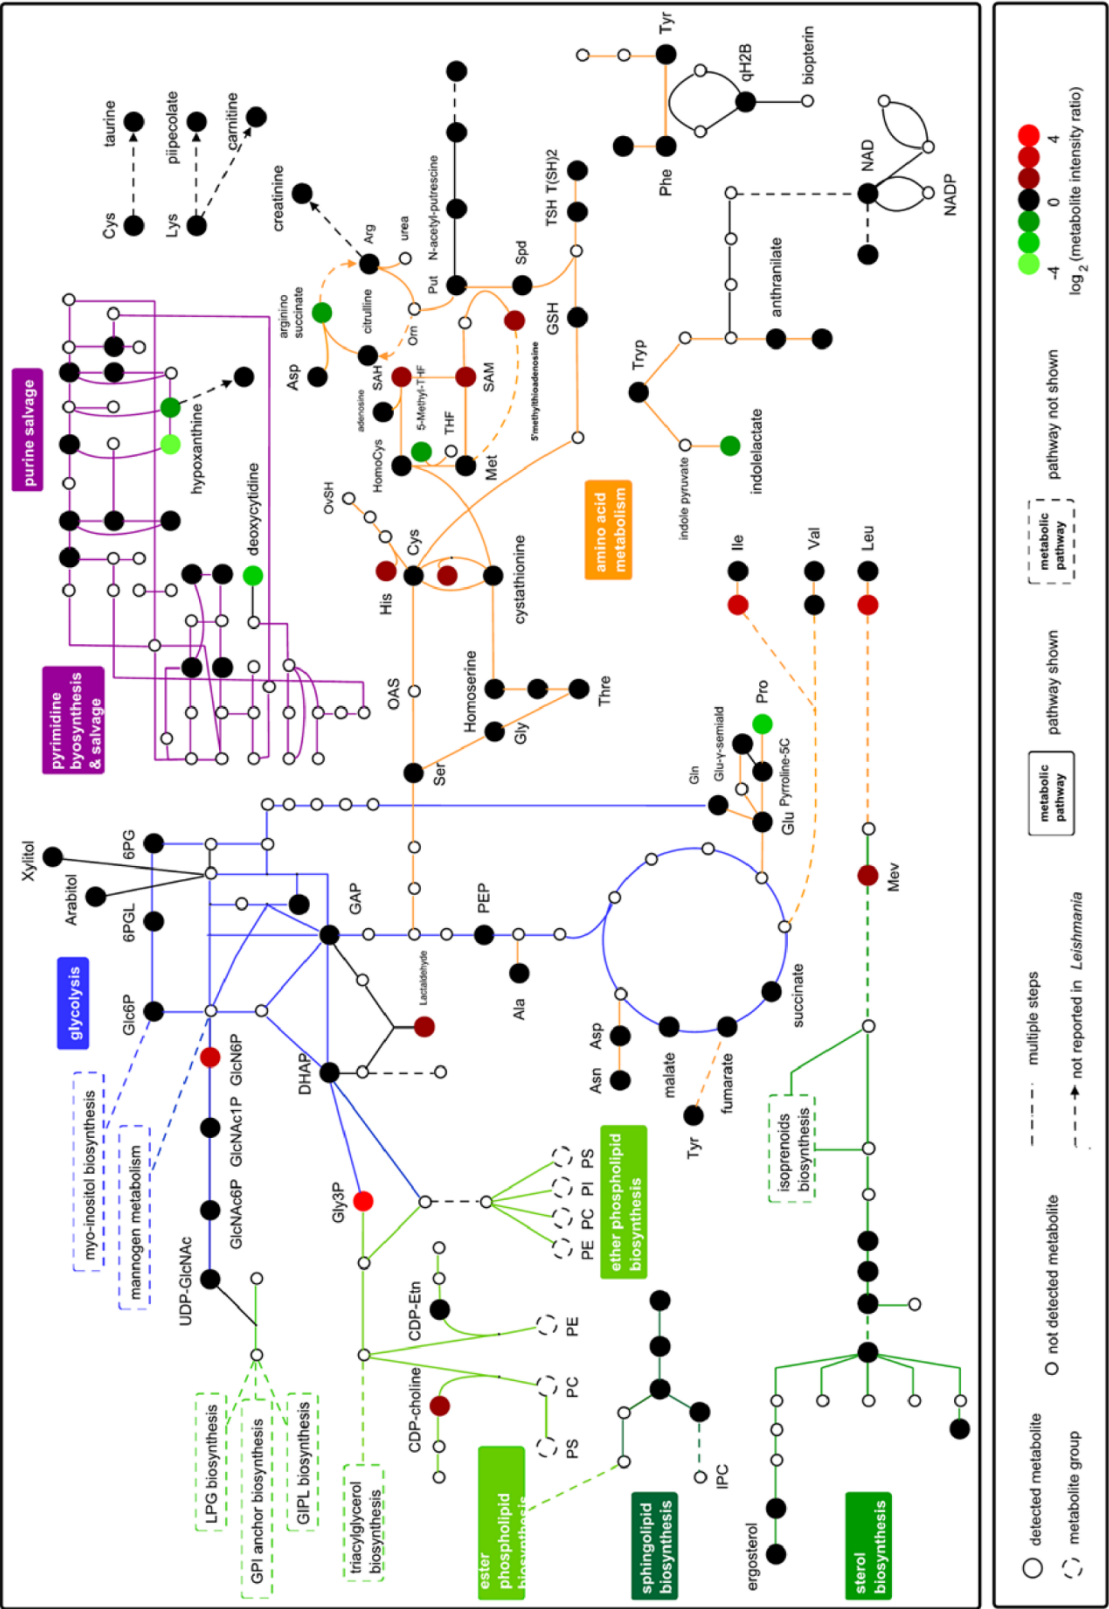 glycolysis
pyrimidine
byosynthesis
& salvage
purine salvage
Xylitol
Arabitol
6PG
6PGL
Glc6P
myo-inositol biosynthesis
mannogen metabolism
UDP-GlcNAc
GlcNAc6P
GlcNAc1P
GlcN6P
LPG biosynthesis
GPI anchor biosynthesis
GIPL biosynthesis
triacylglycerol
biosynthesis
Gly3P
DHAP
GAP
Lactaldehyde
PEP
Ala
CDP-choline
CDP-Etn
PS
PC
PE
PE
PC
PI
PS
ester
phospholipid
biosynthesis
ether phospholipid
biosynthesis
sphingolipid
biosynthesis
IPC
sterol
biosynthesis
ergosterol
isoprenoids
biosynthesis
Mev
Asn
Asp
malate
fumarate
Tyr
succinate
Glu
Gln
Glu-γ-semiald
Pyrroline-5C
Pro
Ser
OAS
Homoserine
Gly
Thre
cystathionine
Cys
His
OvSH
deoxycytidine
hypoxanthine
amino acid
metabolism
Ile
Val
Leu
HomoCys
adenosine
SAH
5-Methyl-THF
THF
Met
SAM
5'methylthioadenosine
Asp
arginino
succinate
citrulline
Orn
Arg
urea
creatinine
Put
N-acetyl-putrescine
Spd
GSH
TSH
T(SH)2
Cys
taurine
Lys
piipecolate
carnitine
Tyr
Phe
qH2B
biopterin
NAD
NADP
Tryp
anthranilate
indole pyruvate
indolelactate
detected metabolite
metabolite group
not detected metabolite
multiple steps
not reported in Leishmania
metabolic
pathway
pathway shown
metabolic
pathway
pathway not shown
-4
0
4
log2 (metabolite intensity ratio)